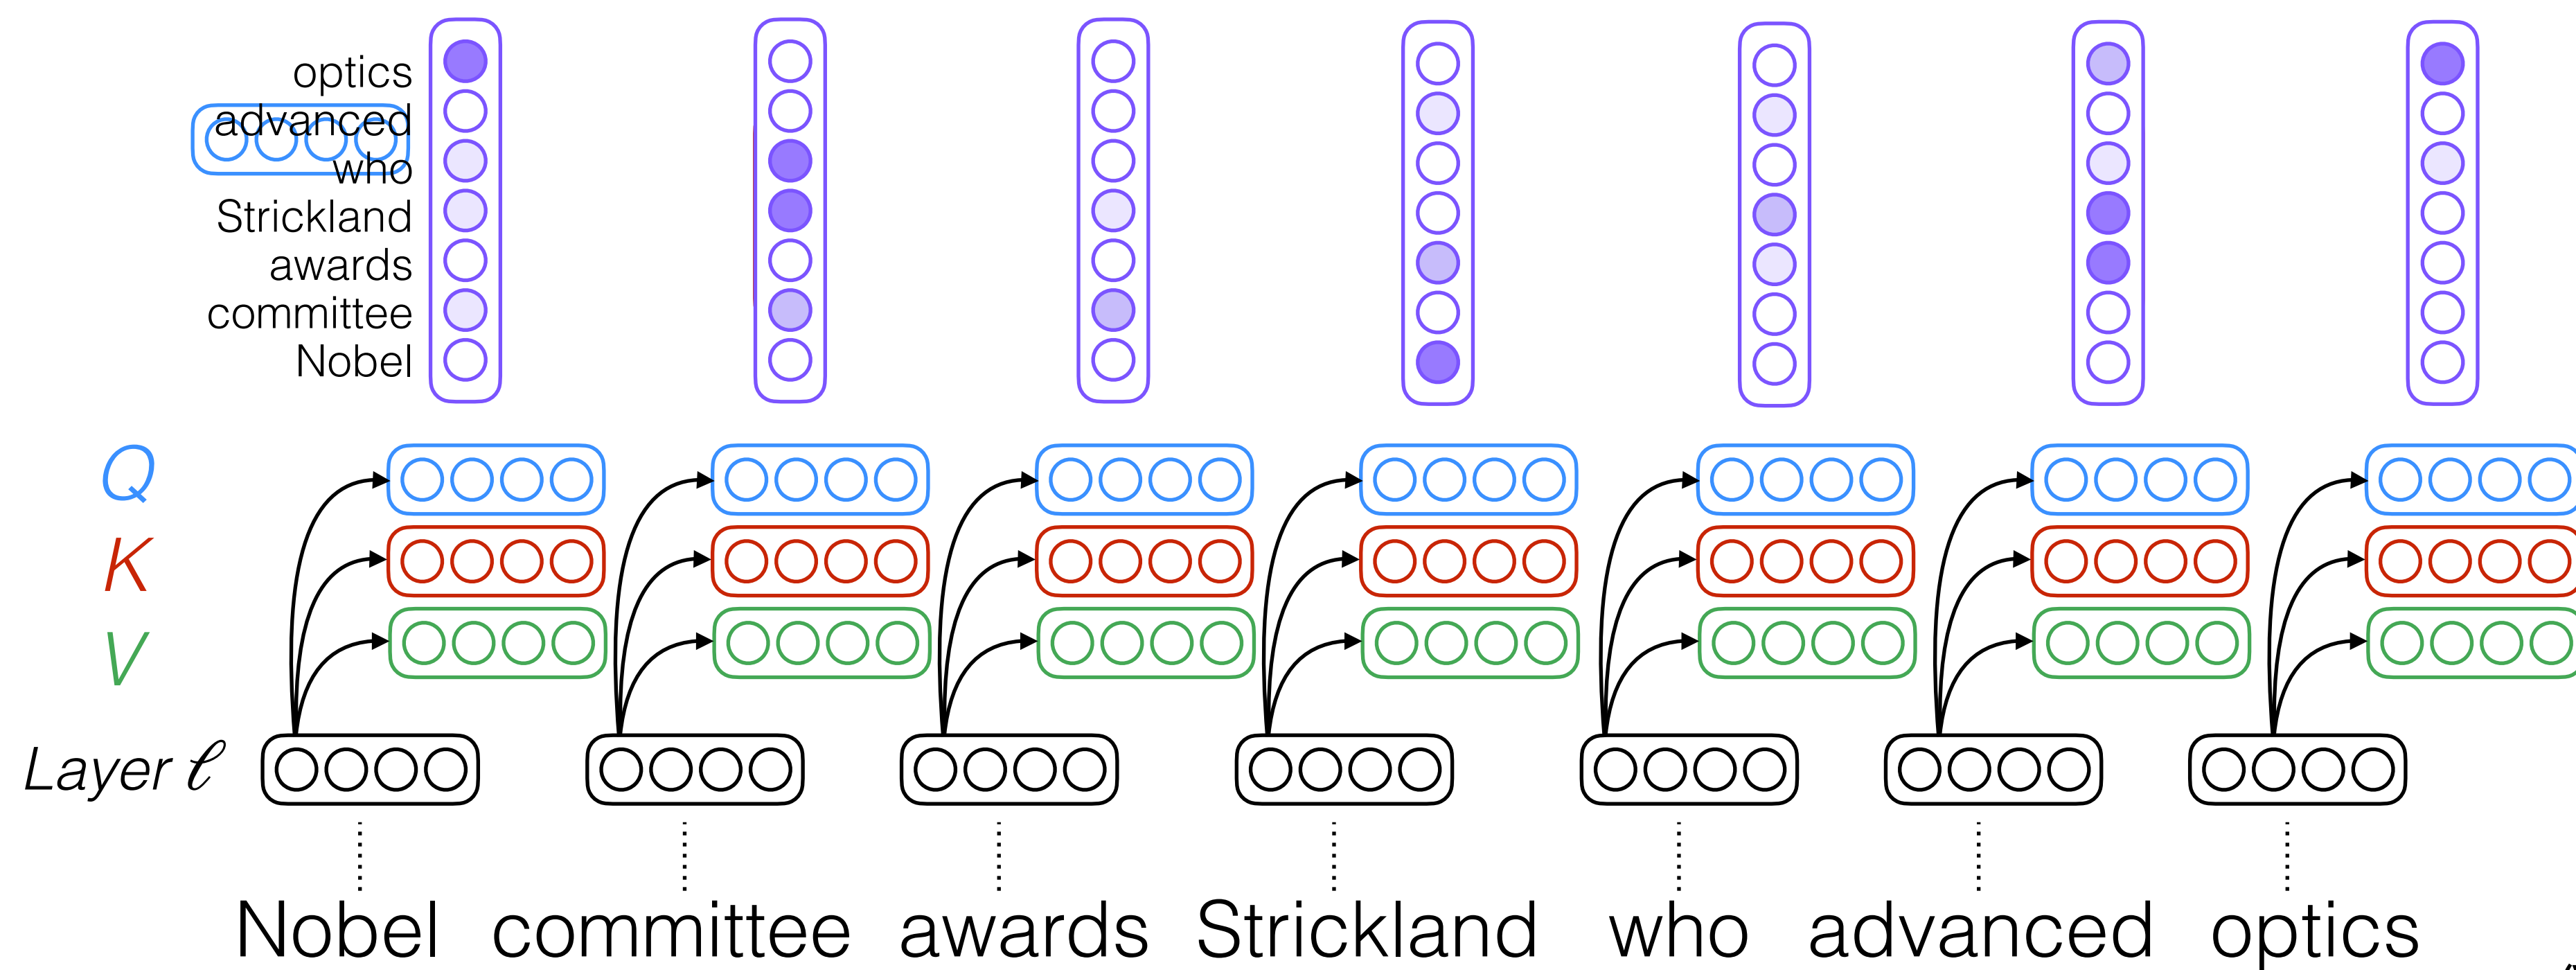 optics
advanced
who
Strickland
awards
committee
Nobel
Q
K
V
Layer ℓ
Nobel committee awards Strickland who advanced optics